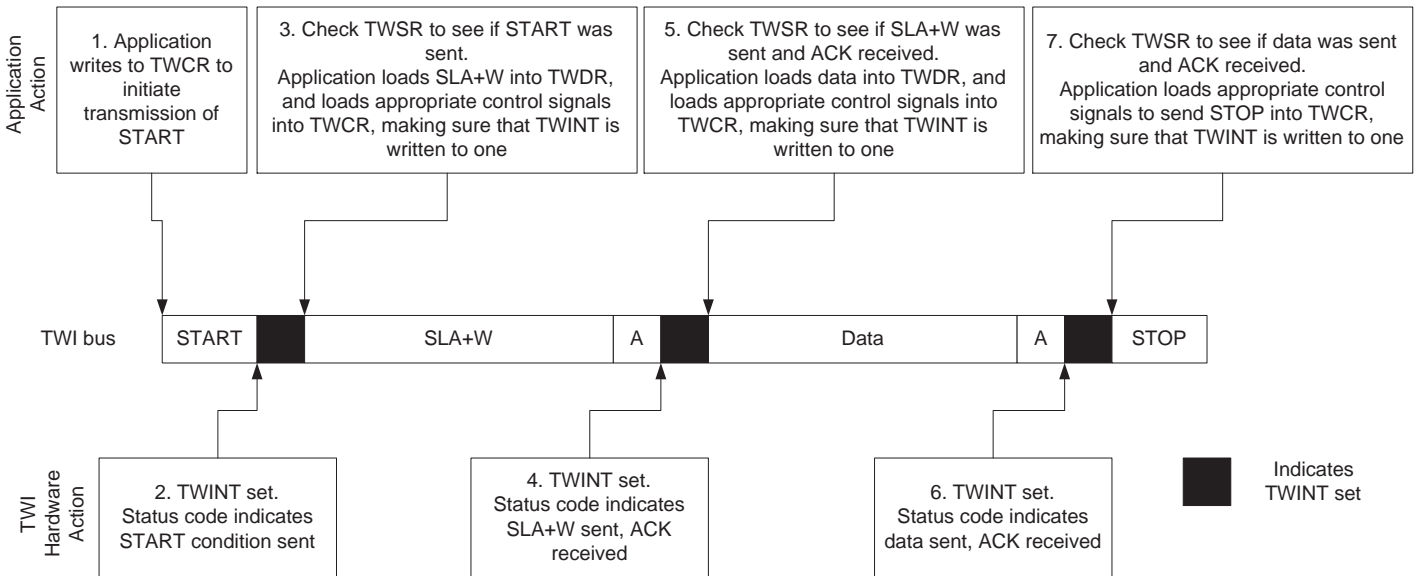 Application
Action
1. Application
writes to TWCR to
initiate
transmission of
START
3. Check TWSR to see if START was
sent.
Application loads SLA+W into TWDR,
and loads appropriate control signals
into TWCR, making sure that TWINT is
written to one
5. Check TWSR to see if SLA+W was
sent and ACK received.
Application loads data into TWDR, and
loads appropriate control signals into
TWCR, making sure that TWINT is
written to one
7. Check TWSR to see if data was sent
and ACK received.
Application loads appropriate control
signals to send STOP into TWCR,
making sure that TWINT is written to one
TWI bus
START
SLA+W
A
Data
A
STOP
TWI
Hardware
Action
2. TWINT set.
Status code indicates
START condition sent
4. TWINT set.
Status code indicates
SLA+W sent, ACK
received
6. TWINT set.
Status code indicates
data sent, ACK received
Indicates
TWINT set